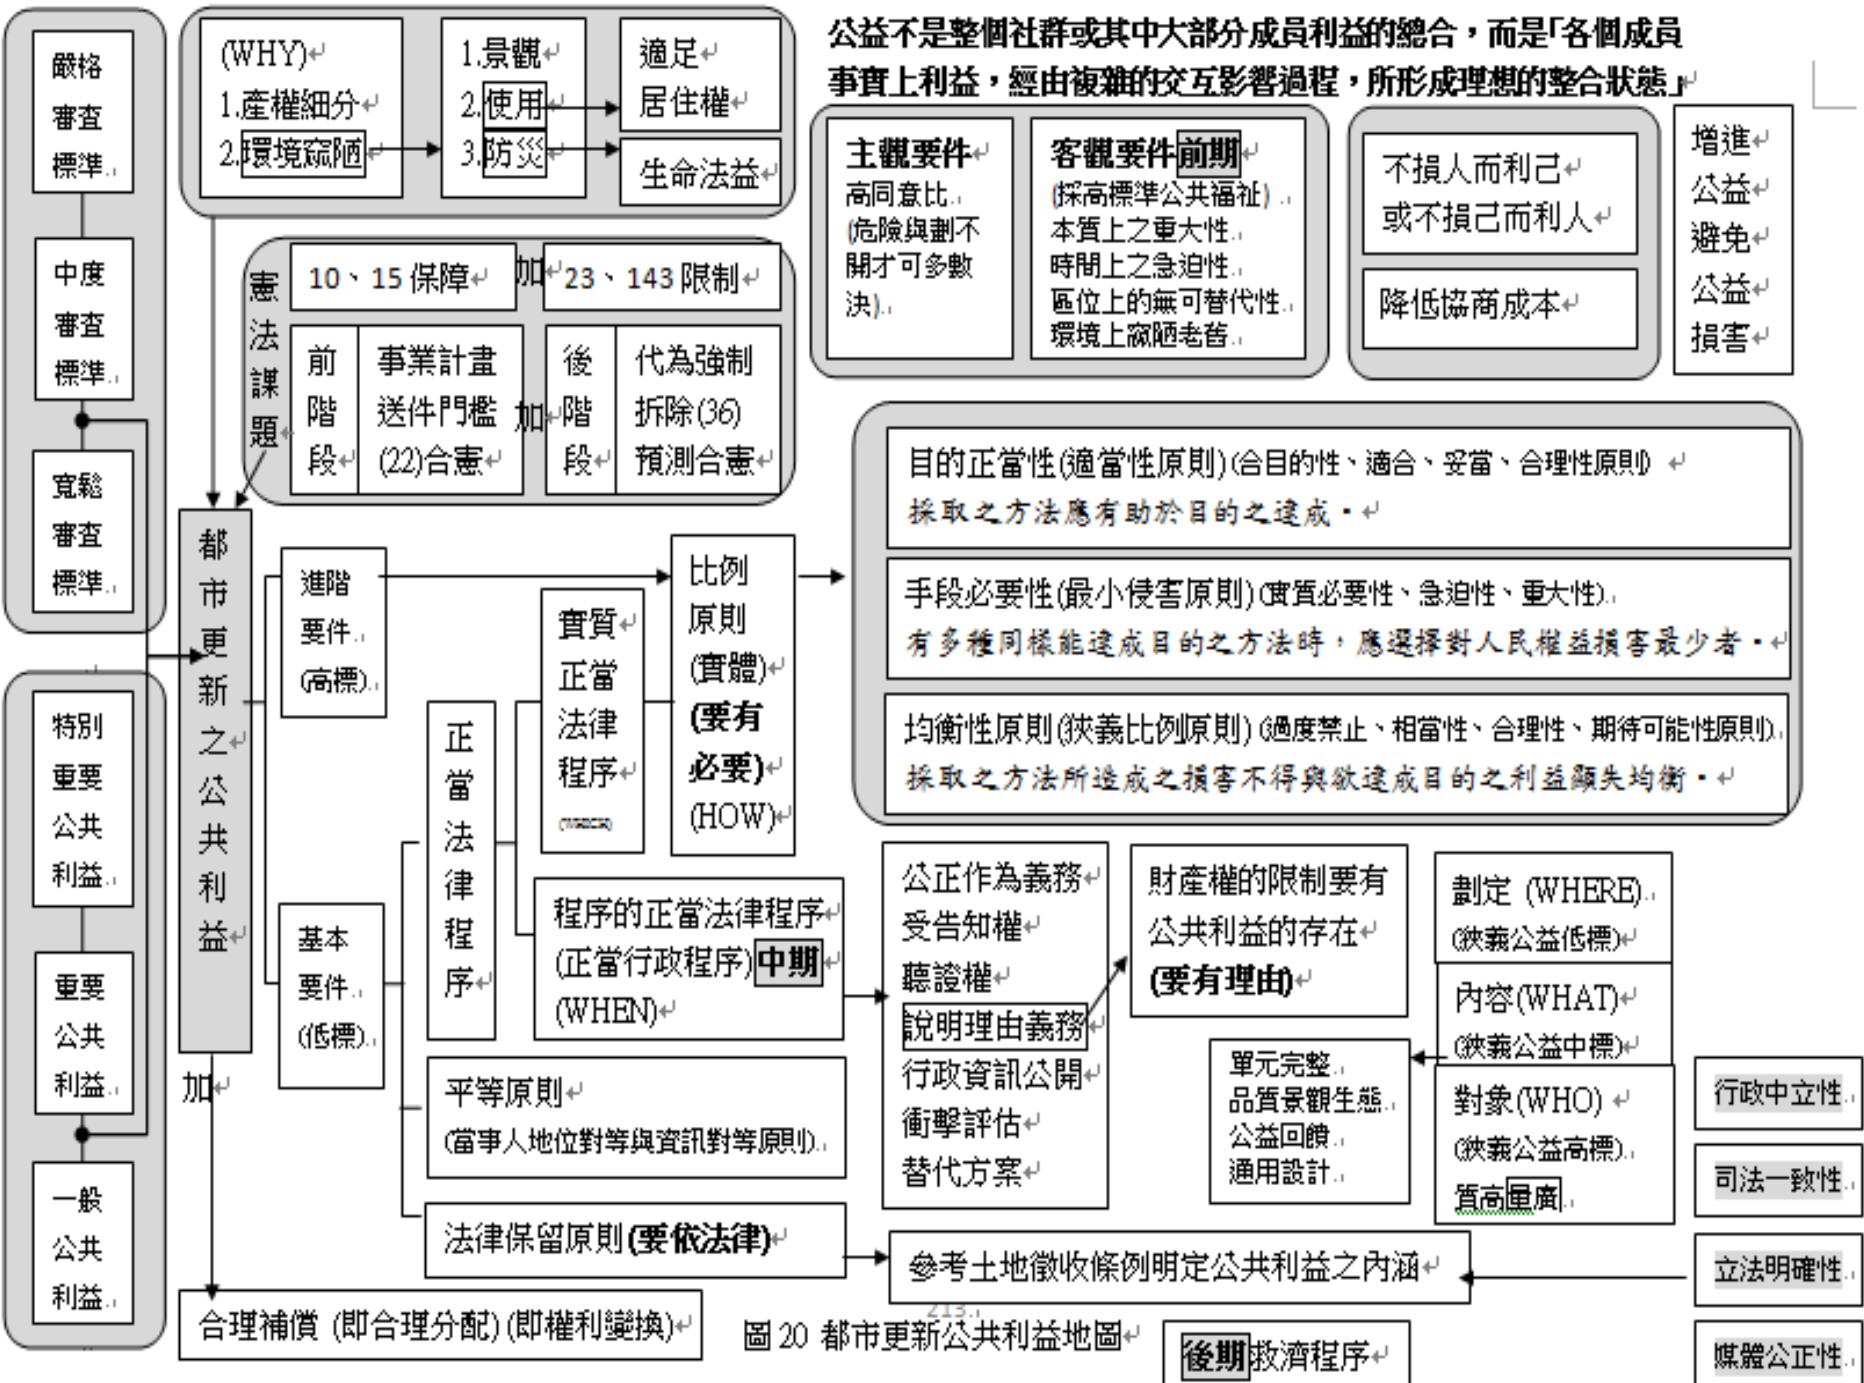 嚴格
審查
標準
中度
審查
標準
寬鬆
審查
標準
特別
重要
公共
利益
重要
公共
利益
一般
公共
利益
(WHY)
1.產權細分
2.環境窳陋
1.景觀
2.使用
3.防災
適足
居住權
生命法益
公益不是整個社群或其中大部分成員利益的總合，而是「各個成員
事實上利益，經由複雜的交互影響過程，所形成理想的整合狀態」
主觀要件
高同意比
(危險與劃不
開才可多數
決)
客觀要件前期
(採高標準公共福祉)
本質上之重大性
時間上之急迫性
區位上的無可替代性
環境上窳陋老舊
不損人而利己
或不損己而利人
降低協商成本
增進
公益
避免
公益
損害
憲法課題
10、15 保障
加
23、143 限制
前階段
事業計畫
送件門檻
(22)合憲
加
後階段
代為強制
拆除(36)
預測合憲
都市更新之公共利益
進階
要件
(高標)
基本
要件
(低標)
正當法律程序
實質
正當
法律
程序
比例
原則
(實體)
(要有
必要)
(HOW)
目的正當性(適當性原則)(合目的性、適合、妥當、合理性原則)
採取之方法應有助於目的之達成。
手段必要性(最小侵害原則)(實質必要性、急迫性、重大性)
有多種同樣能達成目的之方法時，應選擇對人民權益損害最少者。
均衡性原則(狹義比例原則)(過度禁止、相當性、合理性、期待可能性原則)
採取之方法所造成之損害不得與欲達成目的之利益顯失均衡。
程序的正當法律程序
(正當行政程序)中期
(WHEN)
平等原則
(當事人地位對等與資訊對等原則)
法律保留原則(要依法律)
公正作為義務
受告知權
聽證權
說明理由義務
行政資訊公開
衝擊評估
替代方案
財產權的限制要有
公共利益的存在
(要有理由)
劃定 (WHERE)
(狹義公益低標)
內容(WHAT)
(狹義公益中標)
對象(WHO)
(狹義公益高標)
質高量廣
單元完整
品質景觀生態
公益回饋
通用設計
行政中立性
司法一致性
立法明確性
媒體公正性
參考土地徵收條例明定公共利益之內涵
加
合理補償 (即合理分配)(即權利變換)
213
圖 20 都市更新公共利益地圖
後期救濟程序